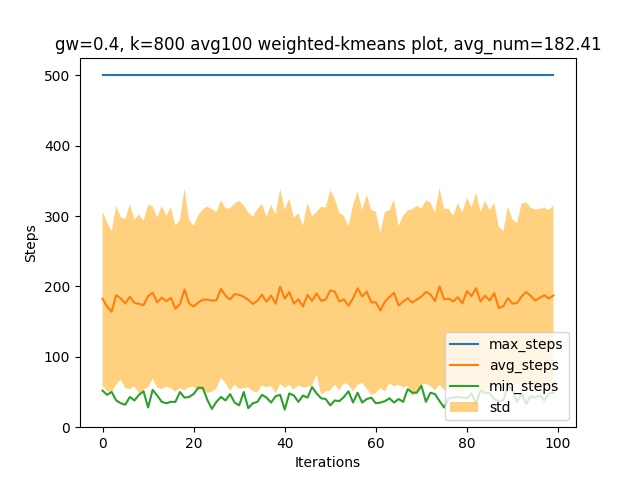 gw=0.4, k=800 avg100 weighted-kmeans plot, avg_num=182.41
500
400
300
200
100
0
Steps
max_steps
avg_steps
min_steps
std
0 20 40 60 80 100
Iterations